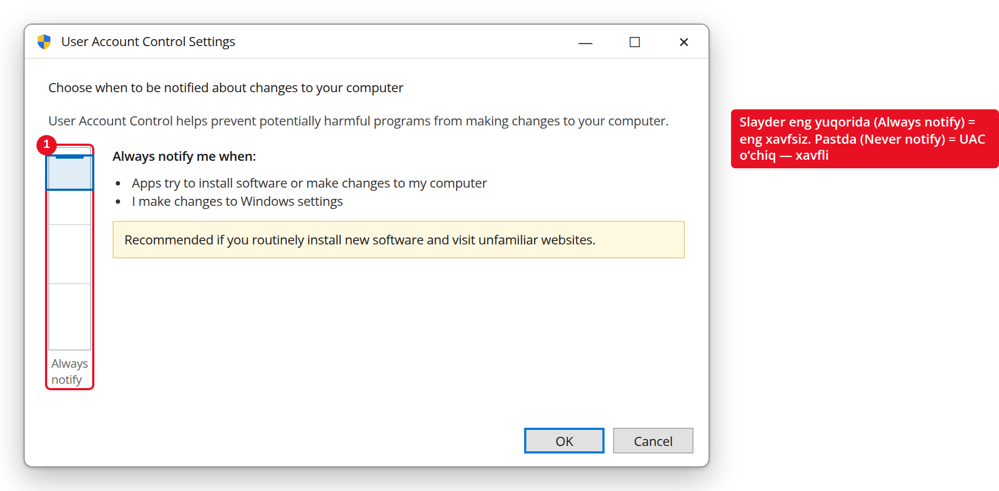 User Account Control Settings
Choose when to be notified about changes to your computer
User Account Control helps prevent potentially harmful programs from making changes to your computer.
1
Always notify me when:
• Apps try to install software or make changes to my computer
• I make changes to Windows settings
Recommended if you routinely install new software and visit unfamiliar websites.
Always
notify
OK
Cancel
Slayder eng yuqorida (Always notify) =
eng xavfsiz. Pastda (Never notify) = UAC
oʻchiq — xavfli